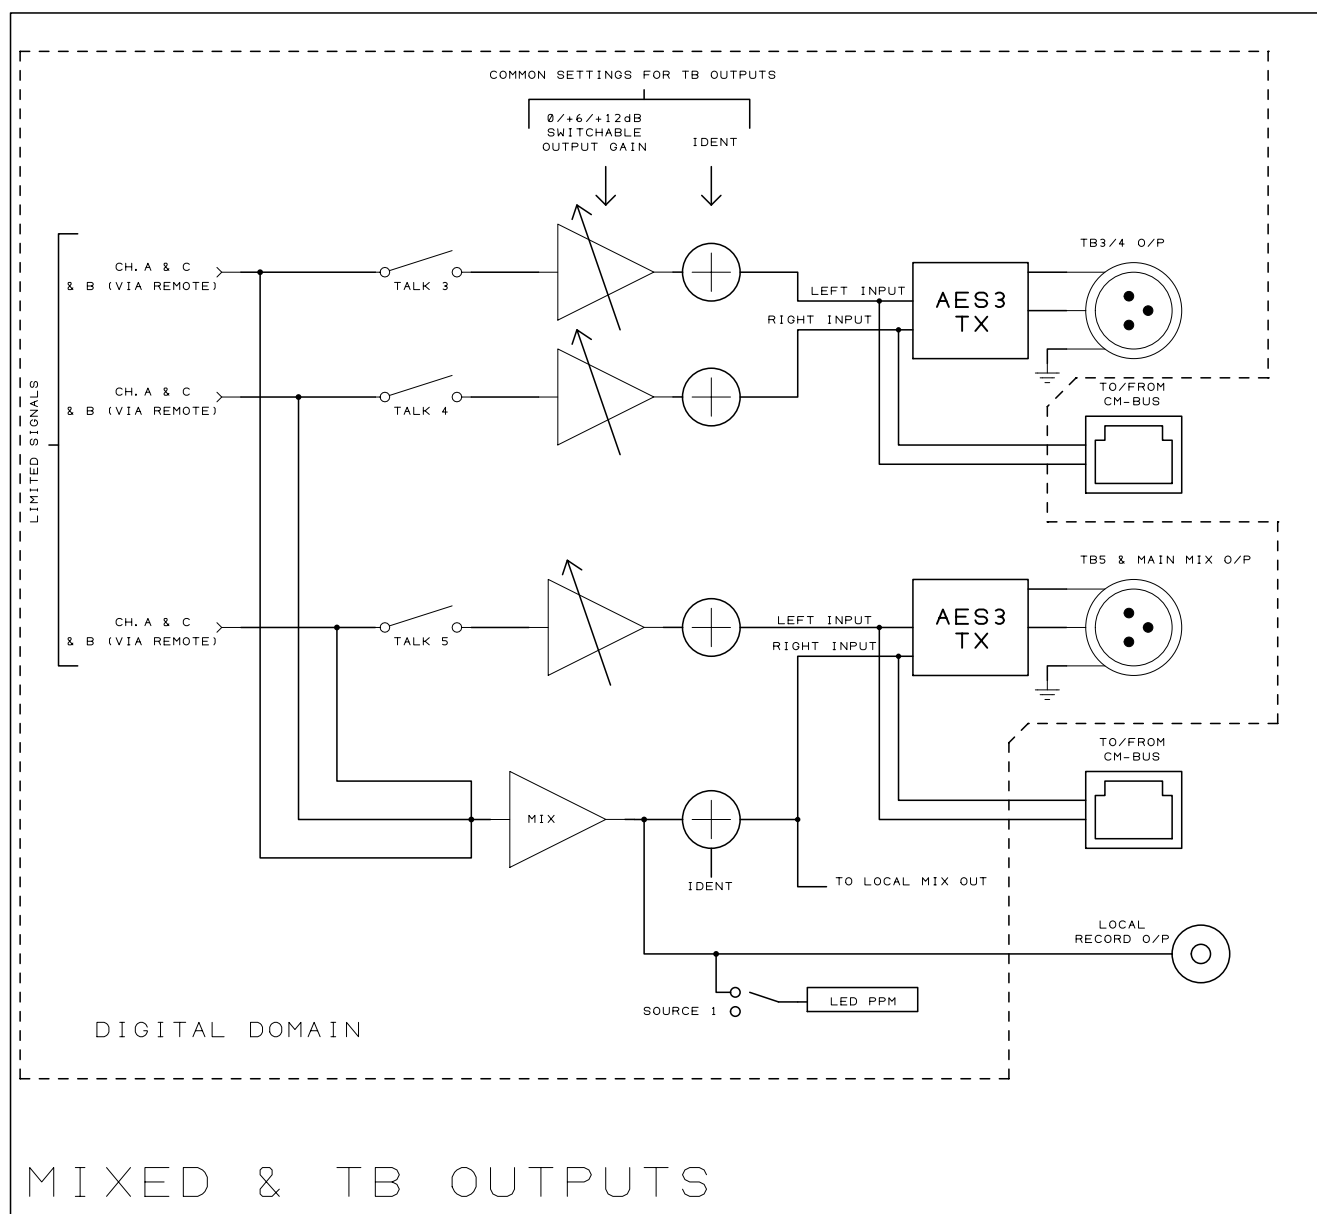 COMMON SETTINGS FOR TB OUTPUTS
0/+6/+12dB
SWITCHABLE
OUTPUT GAIN
IDENT
LIMITED SIGNALS
CH. A & C
& B (VIA REMOTE)
TALK 3
LEFT INPUT
RIGHT INPUT
AES3
TX
TB3/4 O/P
CH. A & C
& B (VIA REMOTE)
TALK 4
TO/FROM
CM-BUS
CH. A & C
& B (VIA REMOTE)
TALK 5
LEFT INPUT
RIGHT INPUT
AES3
TX
TB5 & MAIN MIX O/P
TO/FROM
CM-BUS
MIX
IDENT
TO LOCAL MIX OUT
LOCAL
RECORD O/P
SOURCE 1
LED PPM
DIGITAL DOMAIN
MIXED & TB OUTPUTS